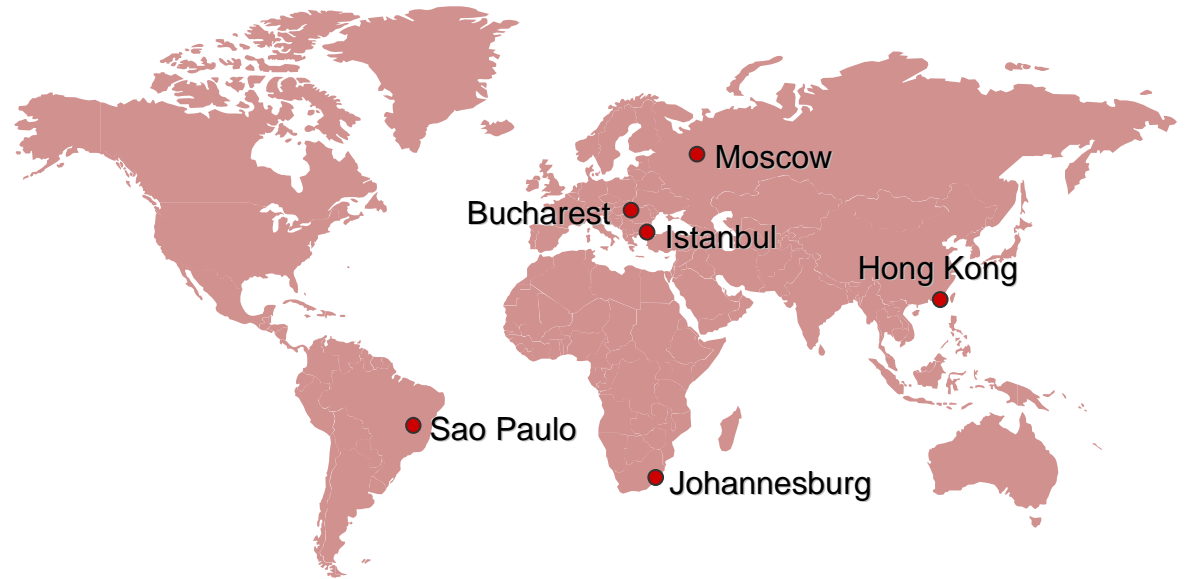 Moscow
Bucharest
Istanbul
Hong Kong
Sao Paulo
Johannesburg